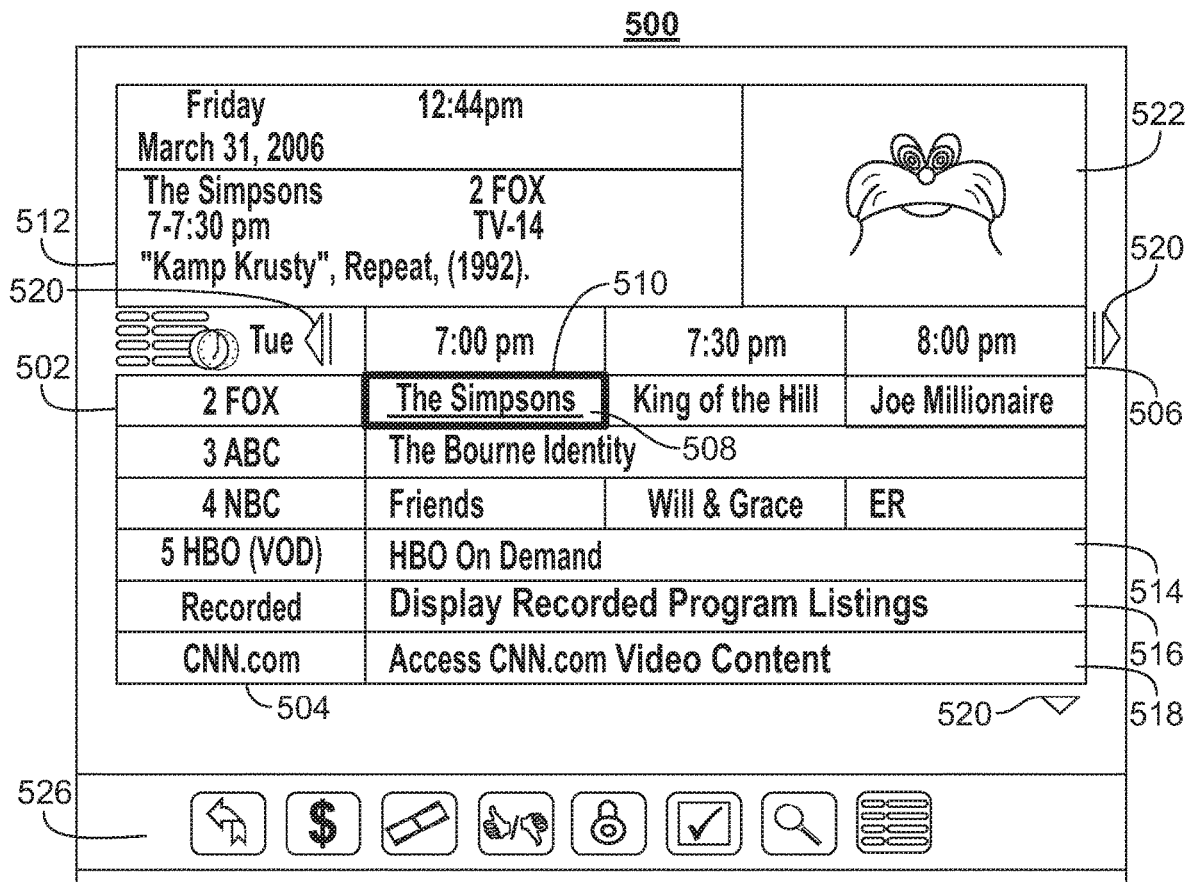 500
Friday 12:44pm
March 31, 2006
522
The Simpsons 2 FOX
512 7-7:30 pm TV-14
"Kamp Krusty", Repeat, (1992).
520 510 520
Tue 7:00 pm 7:30 pm 8:00 pm
502 2 FOX The Simpsons King of the Hill Joe Millionaire 506
3 ABC The Bourne Identity 508
4 NBC Friends Will & Grace ER
5 HBO (VOD) HBO On Demand 514
Recorded Display Recorded Program Listings 516
CNN.com Access CNN.com Video Content 518
504 520
526 $ /